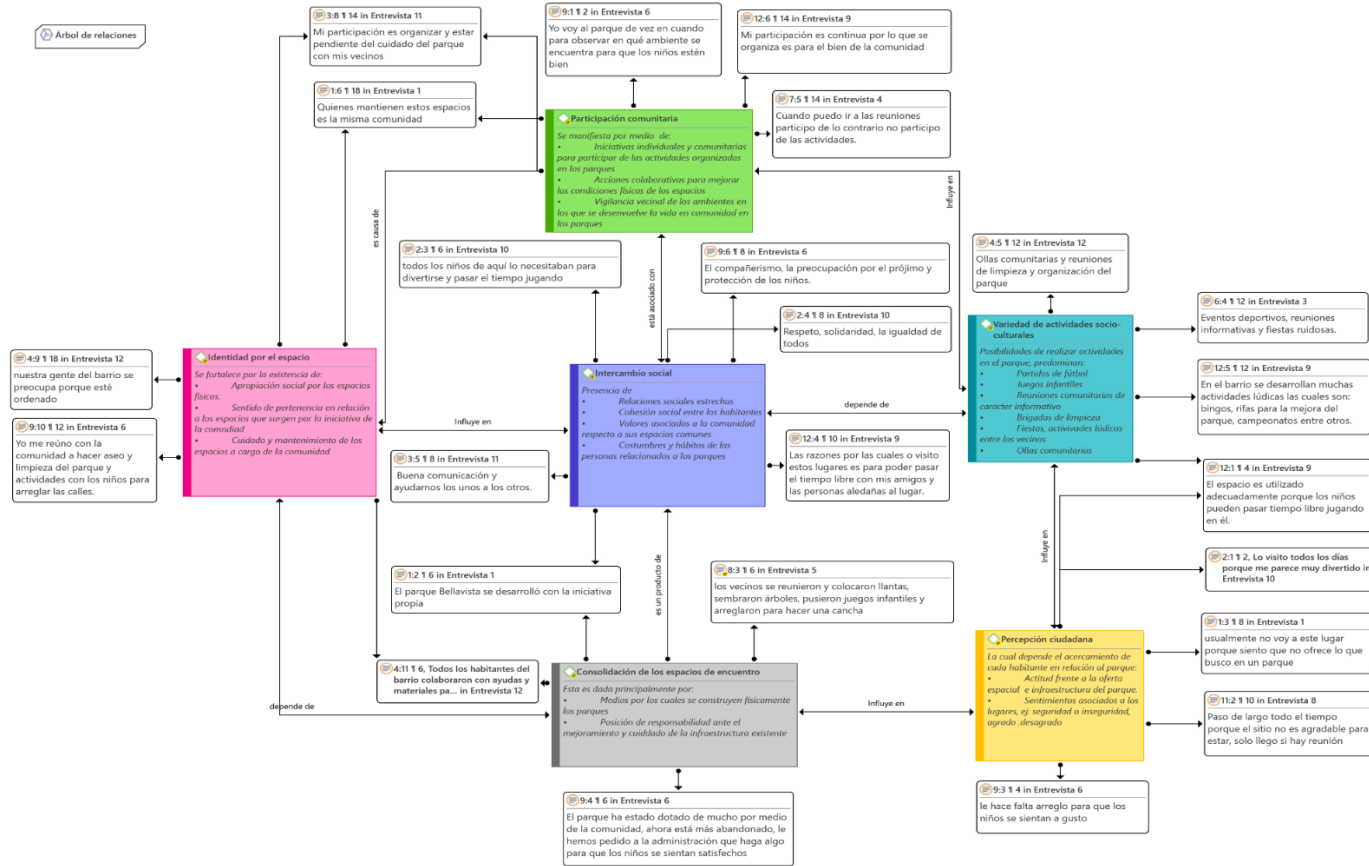 Árbol de relaciones
3:8 ¶ 14 in Entrevista 11
Mi participación es organizar y estar
pendiente del cuidado del parque
con mis vecinos
9:1 ¶ 2 in Entrevista 6
Yo voy al parque de vez en cuando
para observar en qué ambiente se
encuentra para que los niños estén
bien
12:6 ¶ 14 in Entrevista 9
Mi participación es continua por lo que se
organiza es para el bien de la comunidad
1:6 ¶ 18 in Entrevista 1
Quienes mantienen estos espacios
es la misma comunidad
7:5 ¶ 14 in Entrevista 4
Cuando puedo ir a las reuniones
participo de lo contrario no participo
de las actividades.
Participación comunitaria
Se manifiesta por medio de:
• Iniciativas individuales y comunitarias
para participar de las actividades organizadas
en los parques
• Acciones colaborativas para mejorar
las condiciones físicas de los espacios
• Vigilancia vecinal de los ambientes en
los que se desenvuelve la vida en comunidad en
los parques
es causa de
está asociado con
Influye en
2:3 ¶ 6 in Entrevista 10
todos los niños de aquí lo necesitaban para
divertirse y pasar el tiempo jugando
9:6 ¶ 8 in Entrevista 6
El compañerismo, la preocupación por el prójimo y
protección de los niños.
2:4 ¶ 8 in Entrevista 10
Respeto, solidaridad, la igualdad de
todos
4:5 ¶ 12 in Entrevista 12
Ollas comunitarias y reuniones
de limpieza y organización del
parque
6:4 ¶ 12 in Entrevista 3
Eventos deportivos, reuniones
informativas y fiestas ruidosas.
12:5 ¶ 12 in Entrevista 9
En el barrio se desarrollan muchas
actividades lúdicas las cuales son:
bingos, rifas para la mejora del
parque, campeonatos entre otros.
4:9 ¶ 18 in Entrevista 12
nuestra gente del barrio se
preocupa porque esté
ordenado
9:10 ¶ 12 in Entrevista 6
Yo me reúno con la
comunidad a hacer aseo y
limpieza del parque y
actividades con los niños para
arreglar las calles.
Identidad por el espacio
Se fortalece por la existencia de:
• Apropiación social por los espacios
físicos.
• Sentido de pertenencia en relación
a los espacios que surgen por la iniciativa de
la comndiad
• Cuidado y mantenimiento de los
espacios a cargo de la comunidad
Influye en
Intercambio social
Presencia de
• Relaciones sociales estrechas
• Cohesión social entre los habitantes
• Valores asociados a la comunidad
respecto a sus espacios comunes
• Costumbres y hábitos de las
personas relacionados a los parques
depende de
Variedad de actividades socio-
culturales
Posibilidades de realizar actividades
en el parque, predominan:
• Partidos de fútbol
• Juegos infantiles
• Reuniones comunitarias de
caracter informativo
• Brigadas de limpieza
• Fiestas, activiades lúdicas
entre los vecinos
• Ollas comunitarias
3:5 ¶ 8 in Entrevista 11
Buena comunicación y
ayudarnos los unos a los otros.
12:4 ¶ 10 in Entrevista 9
Las razones por las cuales o visito
estos lugares es para poder pasar
el tiempo libre con mis amigos y
las personas aledañas al lugar.
12:1 ¶ 4 in Entrevista 9
El espacio es utilizado
adecuadamente porque los niños
pueden pasar tiempo libre jugando
en él.
Influye en
es un producto de
1:2 ¶ 6 in Entrevista 1
El parque Bellavista se desarrolló con la iniciativa
propia
8:3 ¶ 6 in Entrevista 5
los vecinos se reunieron y colocaron llantas,
sembraron árboles, pusieron juegos infantiles y
arreglaron para hacer una cancha
2:1 ¶ 2, Lo visito todos los días
porque me parece muy divertido in
Entrevista 10
1:3 ¶ 8 in Entrevista 1
usualmente no voy a este lugar
porque siento que no ofrece lo que
busco en un parque
11:2 ¶ 10 in Entrevista 8
Paso de largo todo el tiempo
porque el sitio no es agradable para
estar, solo llego si hay reunión
4:11 ¶ 6, Todos los habitantes del
barrio colaboraron con ayudas y
materiales pa... in Entrevista 12
depende de
Consolidación de los espacios de encuentro
Esta es dada principalmente por:
• Medios por los cuales se construyen físicamente
los parques
• Posición de responsabilidad ante el
mejoramiento y cuiddado de la infraestructura existente
Influye en
Percepción ciudadana
La cual depende el acercamiento de
cada habitante en relación al parque:
• Actitud frente a la oferta
espacial e infraestructura del parque.
• Sentimientos asociados a los
lugares, ej: seguridad o inseguridad,
agrado .desagrado
9:4 ¶ 6 in Entrevista 6
El parque ha estado dotado de mucho por medio
de la comunidad, ahora está más abandonado, le
hemos pedido a la administración que haga algo
para que los niños se sientan satisfechos
9:3 ¶ 4 in Entrevista 6
le hace falta arreglo para que los
niños se sientan a gusto